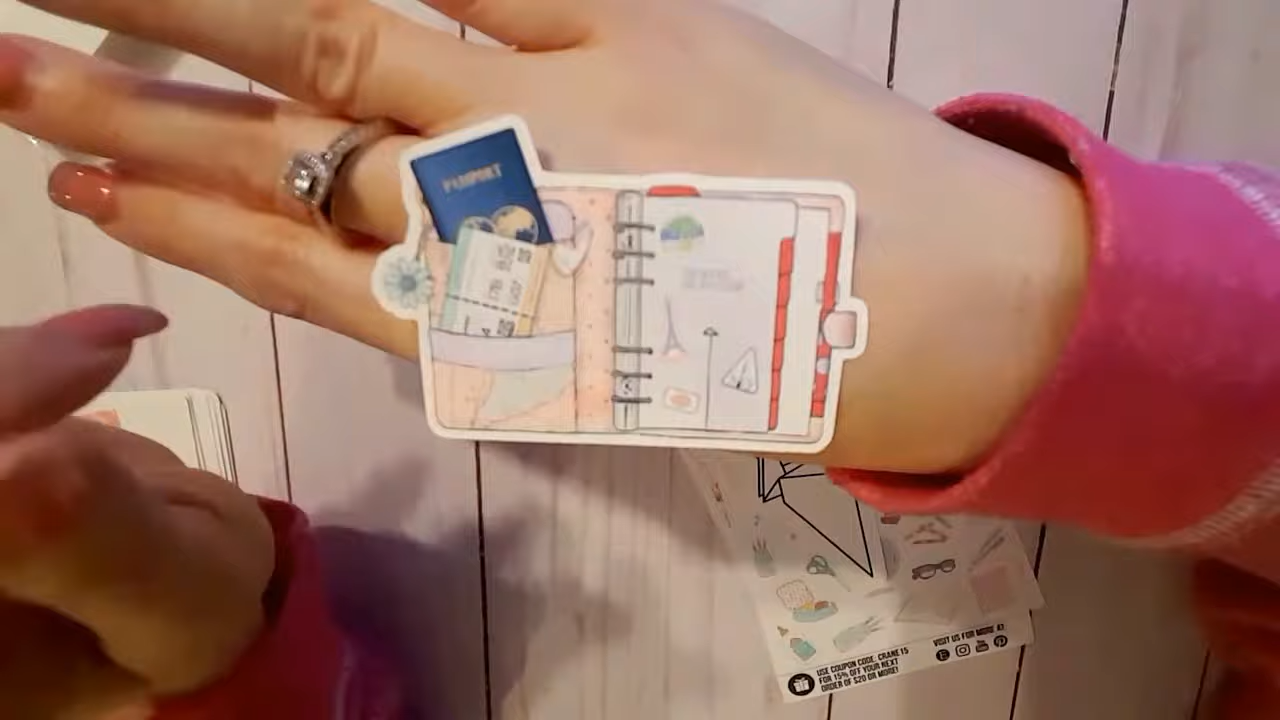 PASSPORT
VISIT US FOR MORE AT:
USE COUPON CODE: CRANE15
FOR 15% OFF YOUR NEXT
ORDER OF $20 OR MORE!